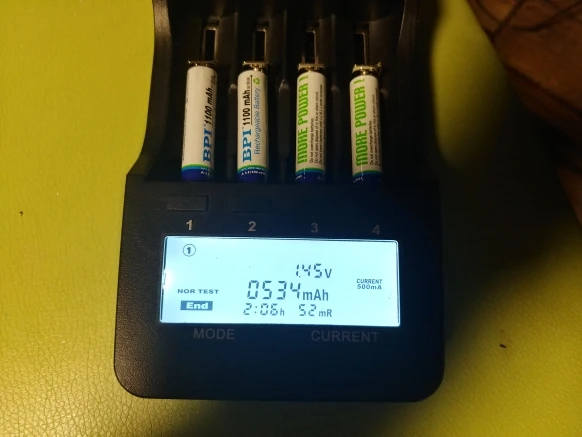 BPI 1100 mAh
BPI 1100 mAh
Rechargeable Battery
MORE POWER!
MORE POWER!
1 2 3 4
1
1.45V
NOR TEST
0534mAh
CURRENT
500mA
End
2:06h 52mR
MODE CURRENT